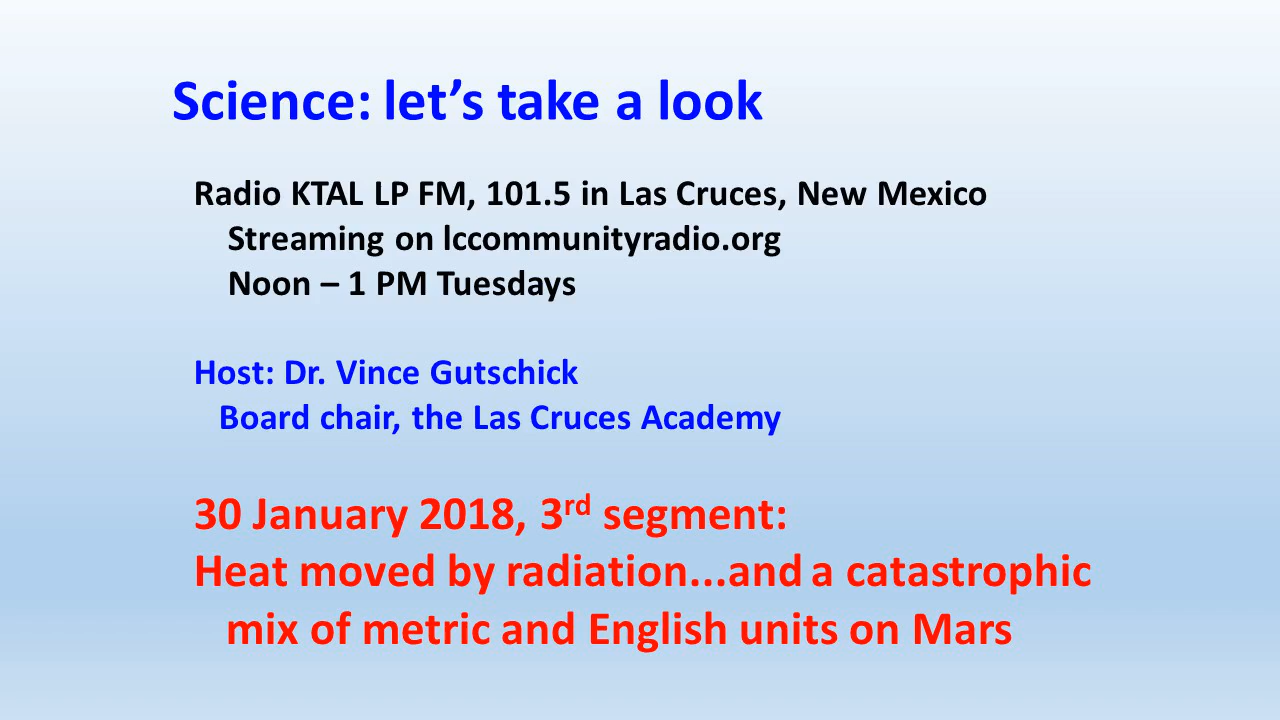 Science: let’s take a look
Radio KTAL LP FM, 101.5 in Las Cruces, New Mexico
Streaming on lccommunityradio.org
Noon – 1 PM Tuesdays
Host: Dr. Vince Gutschick
Board chair, the Las Cruces Academy
30 January 2018, 3rd segment:
Heat moved by radiation...and a catastrophic
mix of metric and English units on Mars